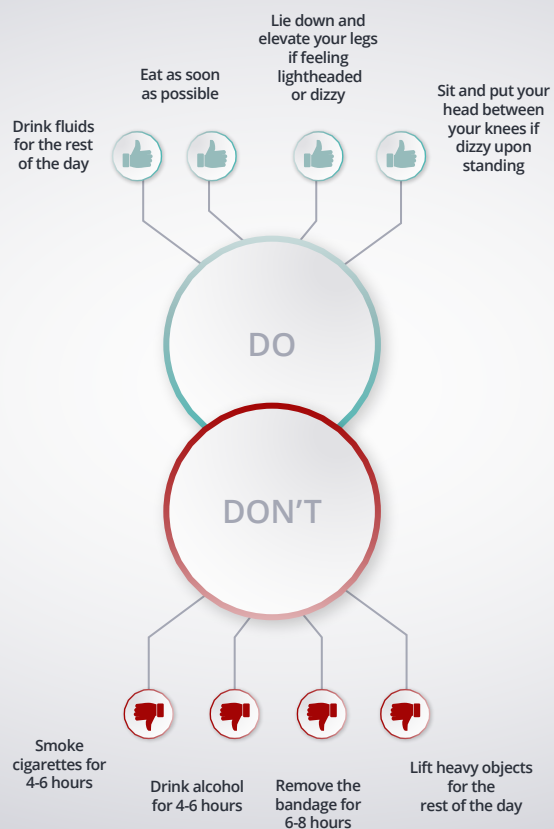 Drink fluids
for the rest
of the day
Eat as soon
as possible
Lie down and
elevate your legs
if feeling
lightheaded
or dizzy
Sit and put your
head between
your knees if
dizzy upon
standing
DO
DON'T
Smoke
cigarettes for
4-6 hours
Drink alcohol
for 4-6 hours
Remove the
bandage for
6-8 hours
Lift heavy objects
for the
rest of the day